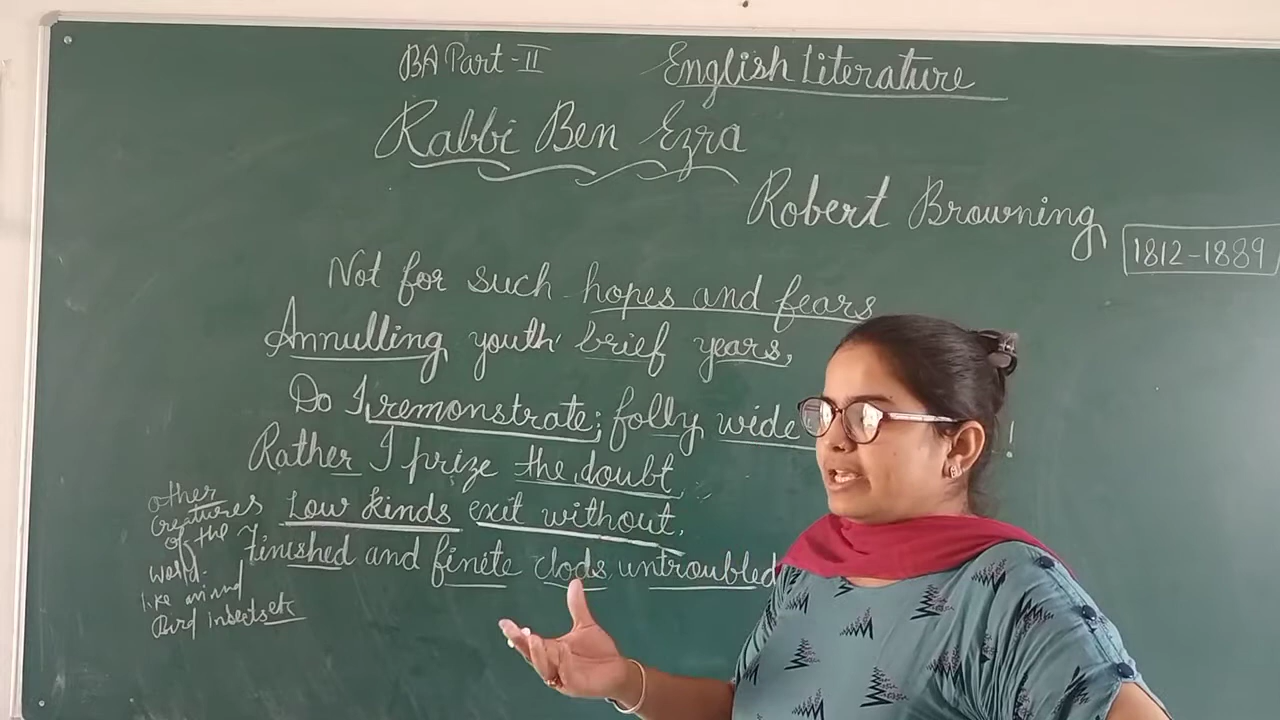 BA Part-II
English Literature
Rabbi Ben Ezra
Robert Browning
1812-1889
Not for such hopes and fears
Annulling youth' brief years,
Do I remonstrate; folly wide !
Rather I prize the doubt
Low kinds exit without,
finished and finite clods untroubled
other
creatures
of the
world.
like
Bird insects etc